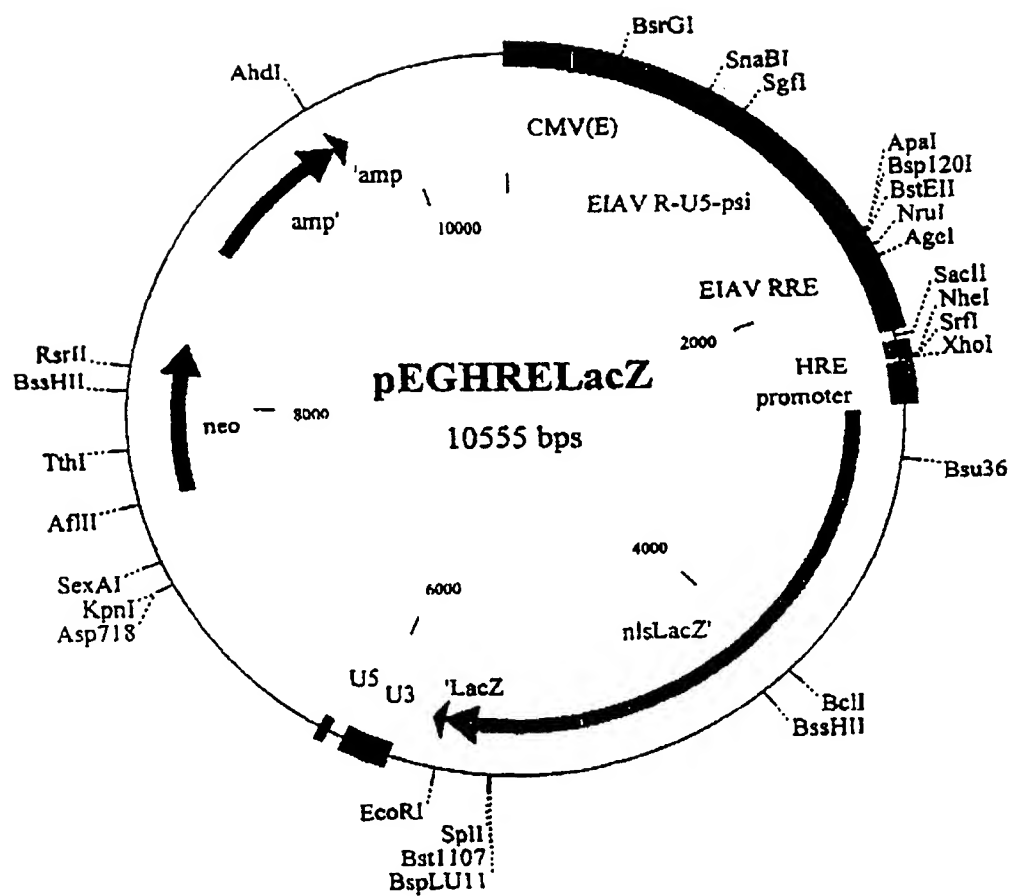 BsrGI
SnaBI
SgfI
AhdI
CMV(E)
'amp
ApaI
Bsp120I
BstEII
NruI
AgeI
EIAV R-U5-psi
amp'
10000
SacII
NheI
SrfI
XhoI
EIAV RRE
2000
RsrII
BssHII
pEGHRELacZ
HRE
promoter
neo
8000
10555 bps
TthI
Bsu36
AflII
4000
SexAI
KpnI
Asp718
6000
nlsLacZ'
U5
U3
'LacZ
BclI
BssHII
EcoRI
SplI
Bst1107
BspLU11